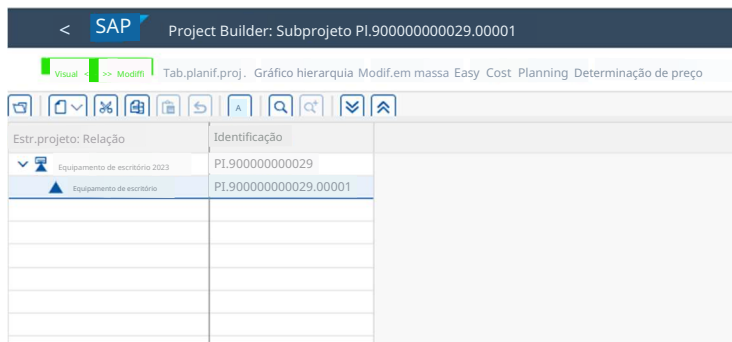 < SAP Project Builder: Subprojeto PI.900000000029.00001
Visual < >> Modiffi Tab.planif.proj. Gráfico hierarquia Modif.em massa Easy Cost Planning Determinação de preço
A
Estr.projeto: Relação Identificação
Equipamento de escritório 2023 PI.900000000029
Equipamento de escritório PI.900000000029.00001